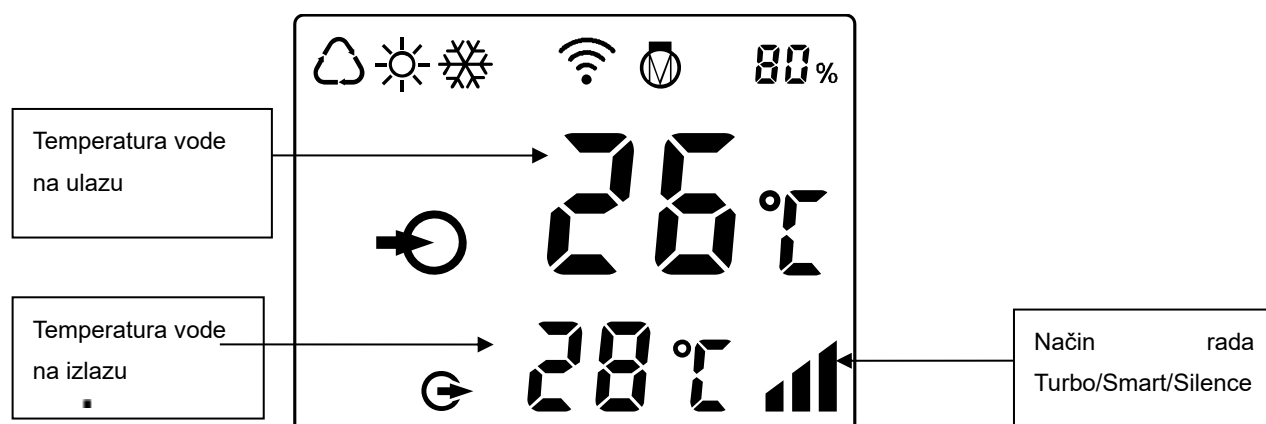 80%
Temperatura vode
na ulazu
26°C
Temperatura vode
na izlazu
28°C
Način rada
Turbo/Smart/Silence